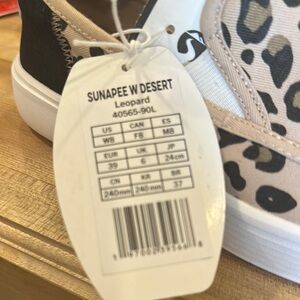 SUNAPEE W DESERT
Leopard
40565-90L
US CAN ES
W8 F8 M8
EUR UK JP
39 6 24cm
CN KR BR
240mm 240mm 37